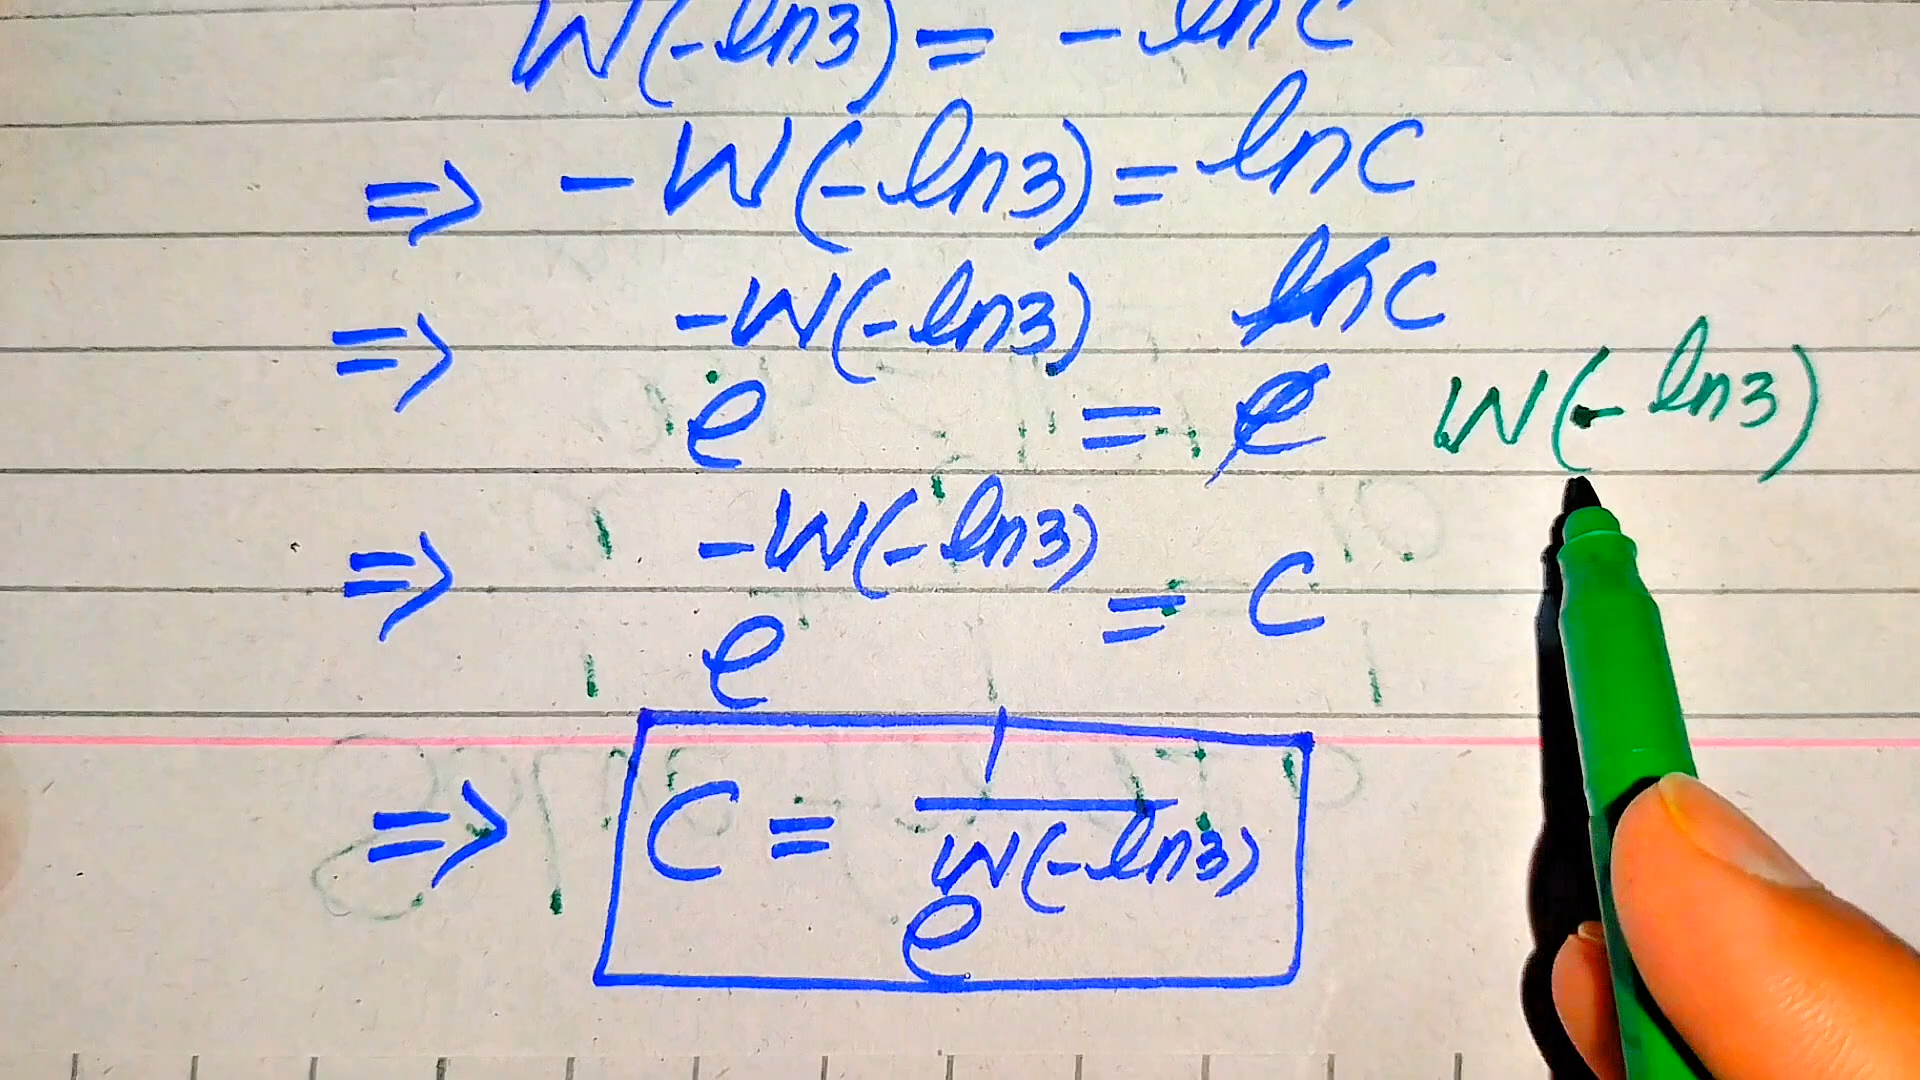 W(-ln3) = -lnc
⇒ -W(-ln3) = lnc
⇒ e^{-W(-ln3)} = e^{lnc}
W(-ln3)
⇒ e^{-W(-ln3)} = C
⇒ C = 1/e^{W(-ln3)}